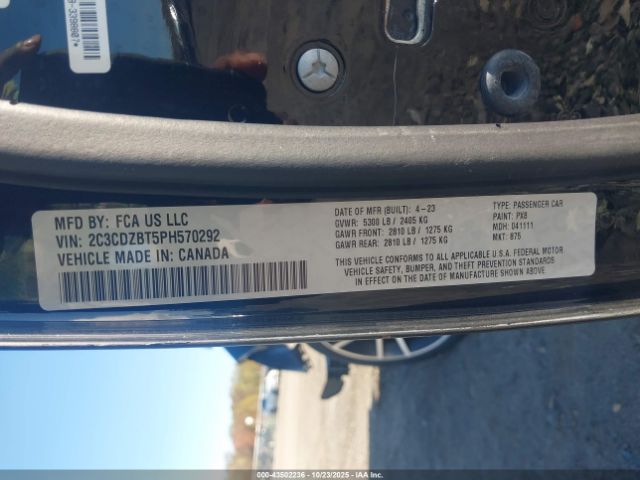 MFD BY: FCA US LLC
VIN: 2C3CDZBT5PH570292
VEHICLE MADE IN: CANADA
DATE OF MFR (BUILT): 4-23
GVWR: 5300 LB / 2405 KG
GAWR FRONT: 2810 LB / 1275 KG
GAWR REAR: 2810 LB / 1275 KG
TYPE: PASSENGER CAR
PAINT: PX8
MDH: 041111
MKT: 875
THIS VEHICLE CONFORMS TO ALL APPLICABLE U.S.A. FEDERAL MOTOR
VEHICLE SAFETY, BUMPER, AND THEFT PREVENTION STANDARDS
IN EFFECT ON THE DATE OF MANUFACTURE SHOWN ABOVE
000-43502236 - 10/23/2025 - IAAI.COM